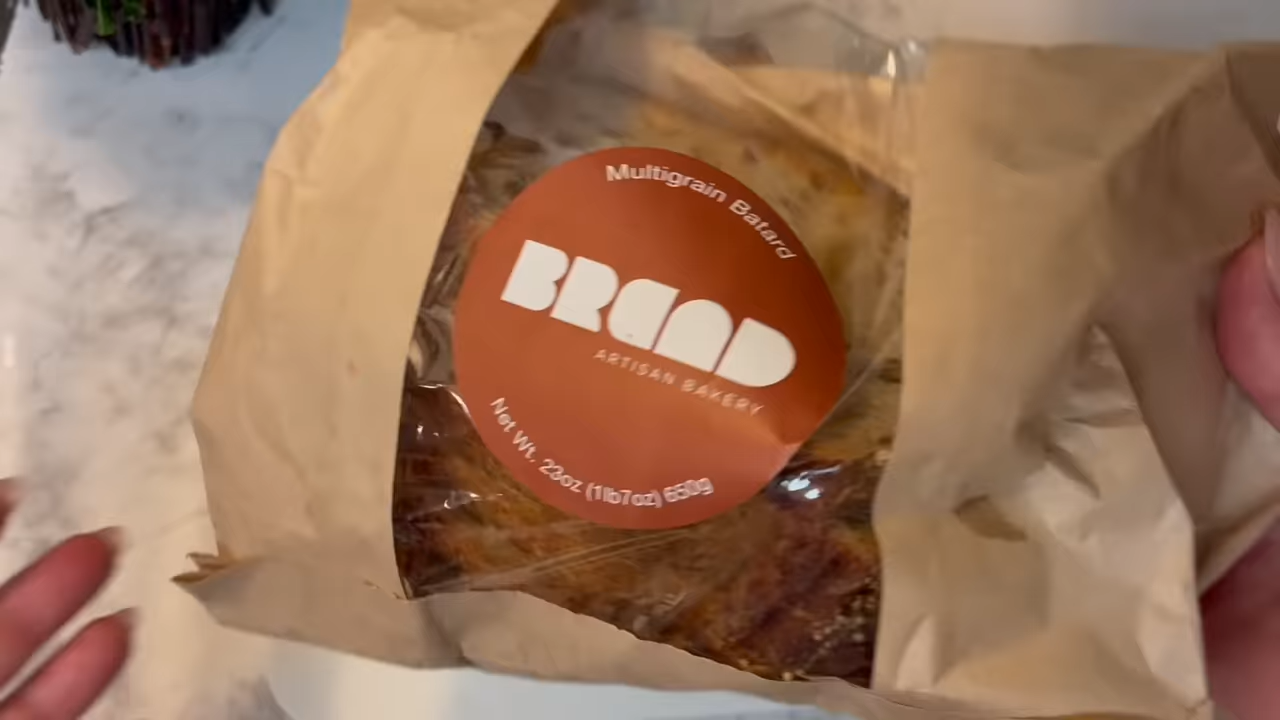 Multigrain Batard
BREAD
ARTISAN BAKERY
Net Wt. 23oz (1lb7oz) 650g